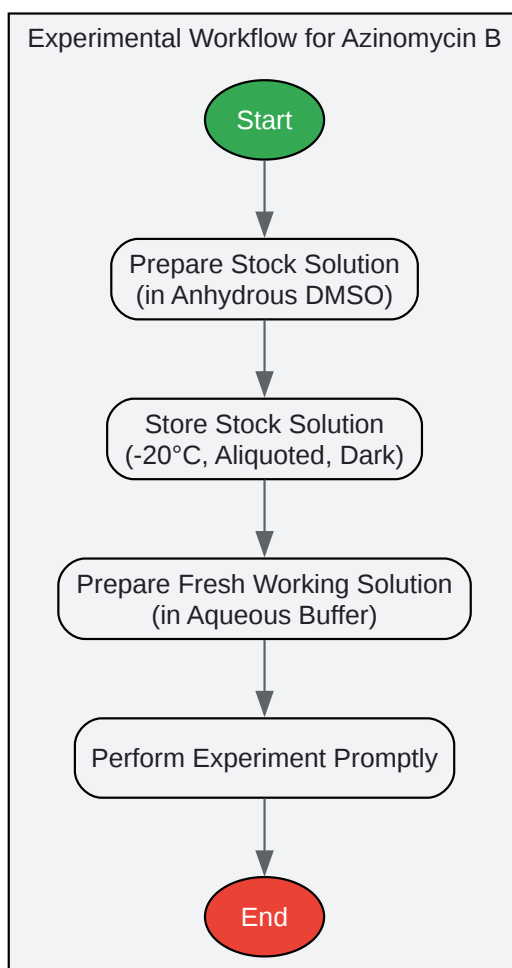 Experimental Workflow for Azinomycin B
Start
Prepare Stock Solution
(in Anhydrous DMSO)
Store Stock Solution
(-20°C, Aliquoted, Dark)
Prepare Fresh Working Solution
(in Aqueous Buffer)
Perform Experiment Promptly
End